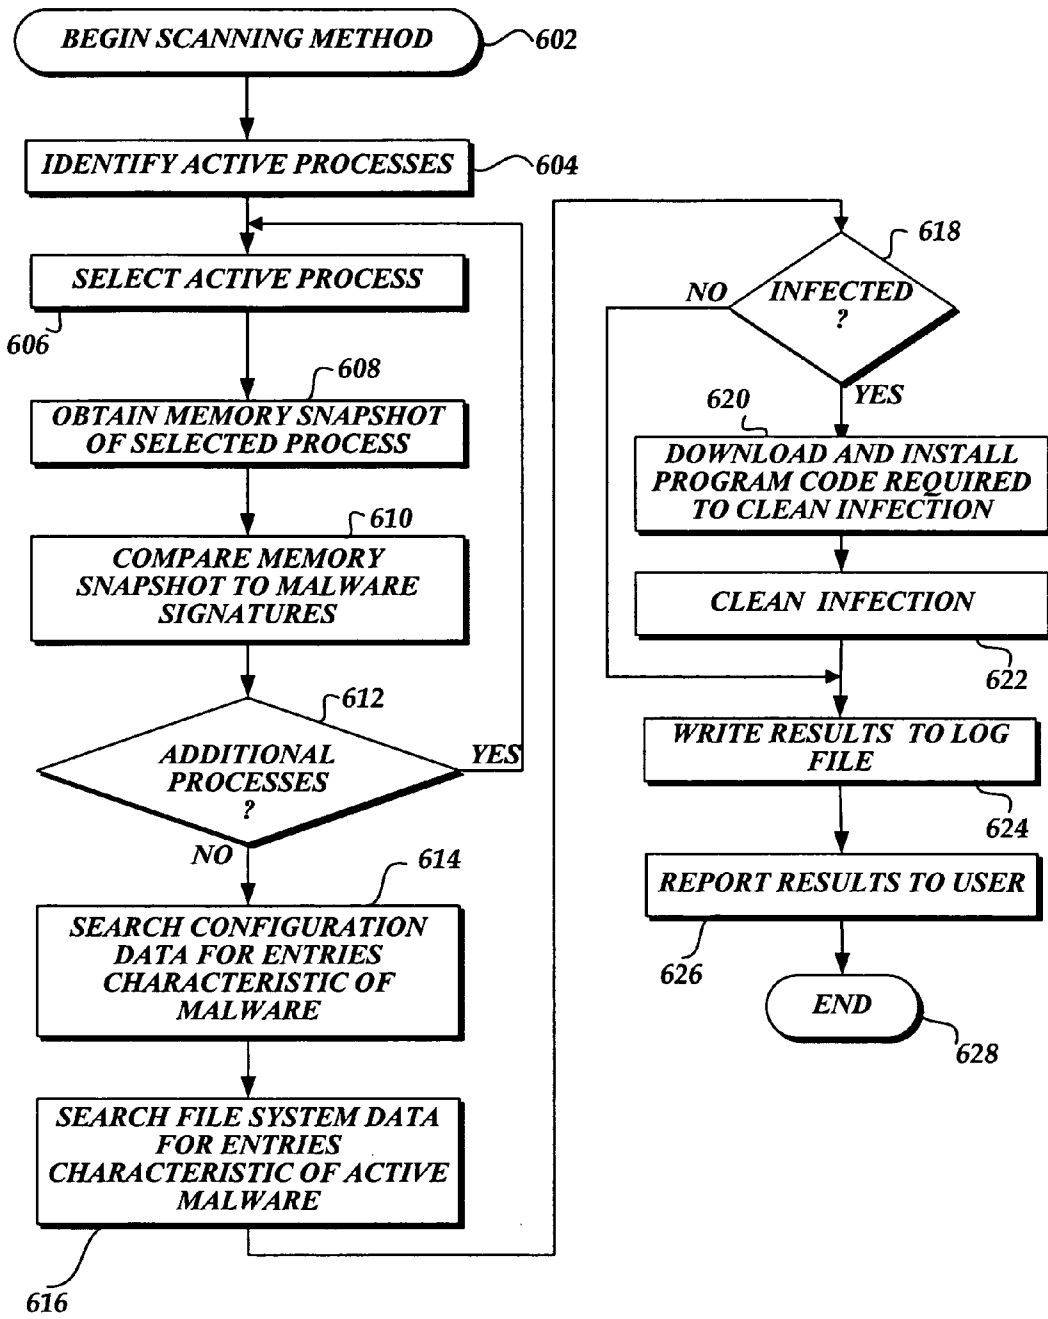 BEGIN SCANNING METHOD
602
IDENTIFY ACTIVE PROCESSES
604
SELECT ACTIVE PROCESS
606
608
OBTAIN MEMORY SNAPSHOT
OF SELECTED PROCESS
610
COMPARE MEMORY
SNAPSHOT TO MALWARE
SIGNATURES
612
ADDITIONAL
PROCESSES
?
YES
NO
614
SEARCH CONFIGURATION
DATA FOR ENTRIES
CHARACTERISTIC OF
MALWARE
SEARCH FILE SYSTEM DATA
FOR ENTRIES
CHARACTERISTIC OF ACTIVE
MALWARE
616
618
INFECTED
?
NO
YES
620
DOWNLOAD AND INSTALL
PROGRAM CODE REQUIRED
TO CLEAN INFECTION
CLEAN INFECTION
622
WRITE RESULTS TO LOG
FILE
624
REPORT RESULTS TO USER
626
END
628